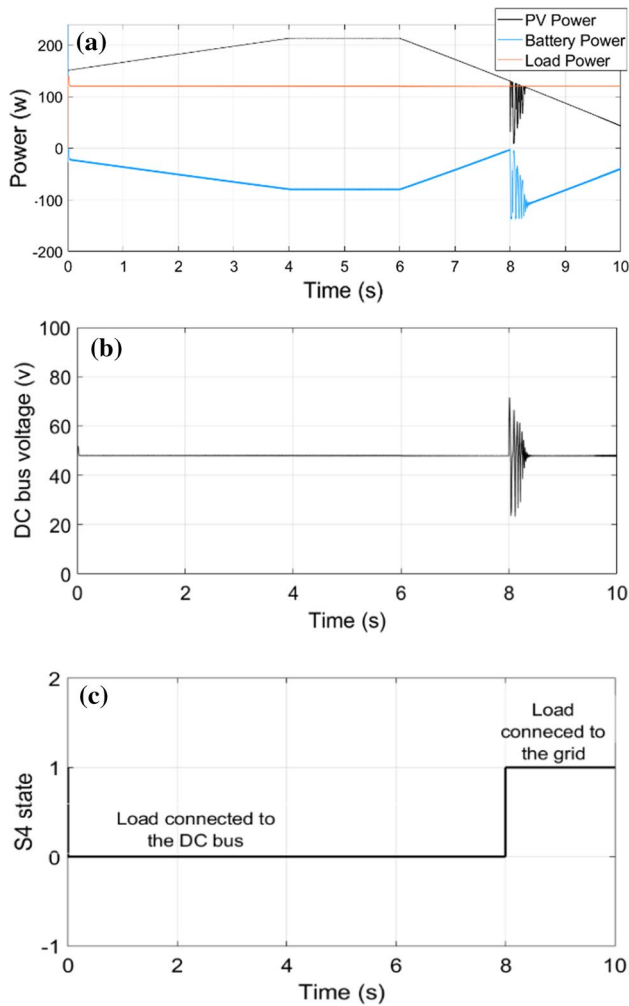 (a)
PV Power
Battery Power
Load Power
Power (w)
200
100
0
-100
-200
0 1 2 3 3 4 5 6 7 8 9 10
Time (s)
(b)
DC bus voltage (v)
100
80
60
40
20
0
0 2 4 6 8 10
Time (s)
(c)
S4 state
2
1
0
-1
Load
conneced to
the grid
Load connected to
the DC bus
0 2 4 6 8 10
Time (s)